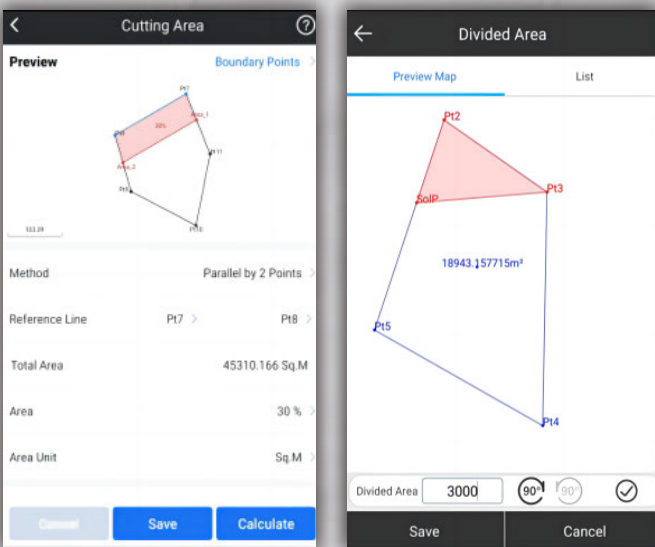 Cutting Area
Preview
Boundary Points
Pt7
Area_1
30%
Pt8
Area_2
Pt11
Pt9
Pt10
Method
Parallel by 2 Points
Reference Line
Pt7
Pt8
Total Area
45310.166 Sq.M
Area
30 %
Area Unit
Sq.M
Cancel
Save
Calculate
Divided Area
Preview Map
List
Pt2
Pt3
SolP
18943.157715m²
Pt5
Pt4
Divided Area
3000
90°
90°
Save
Cancel